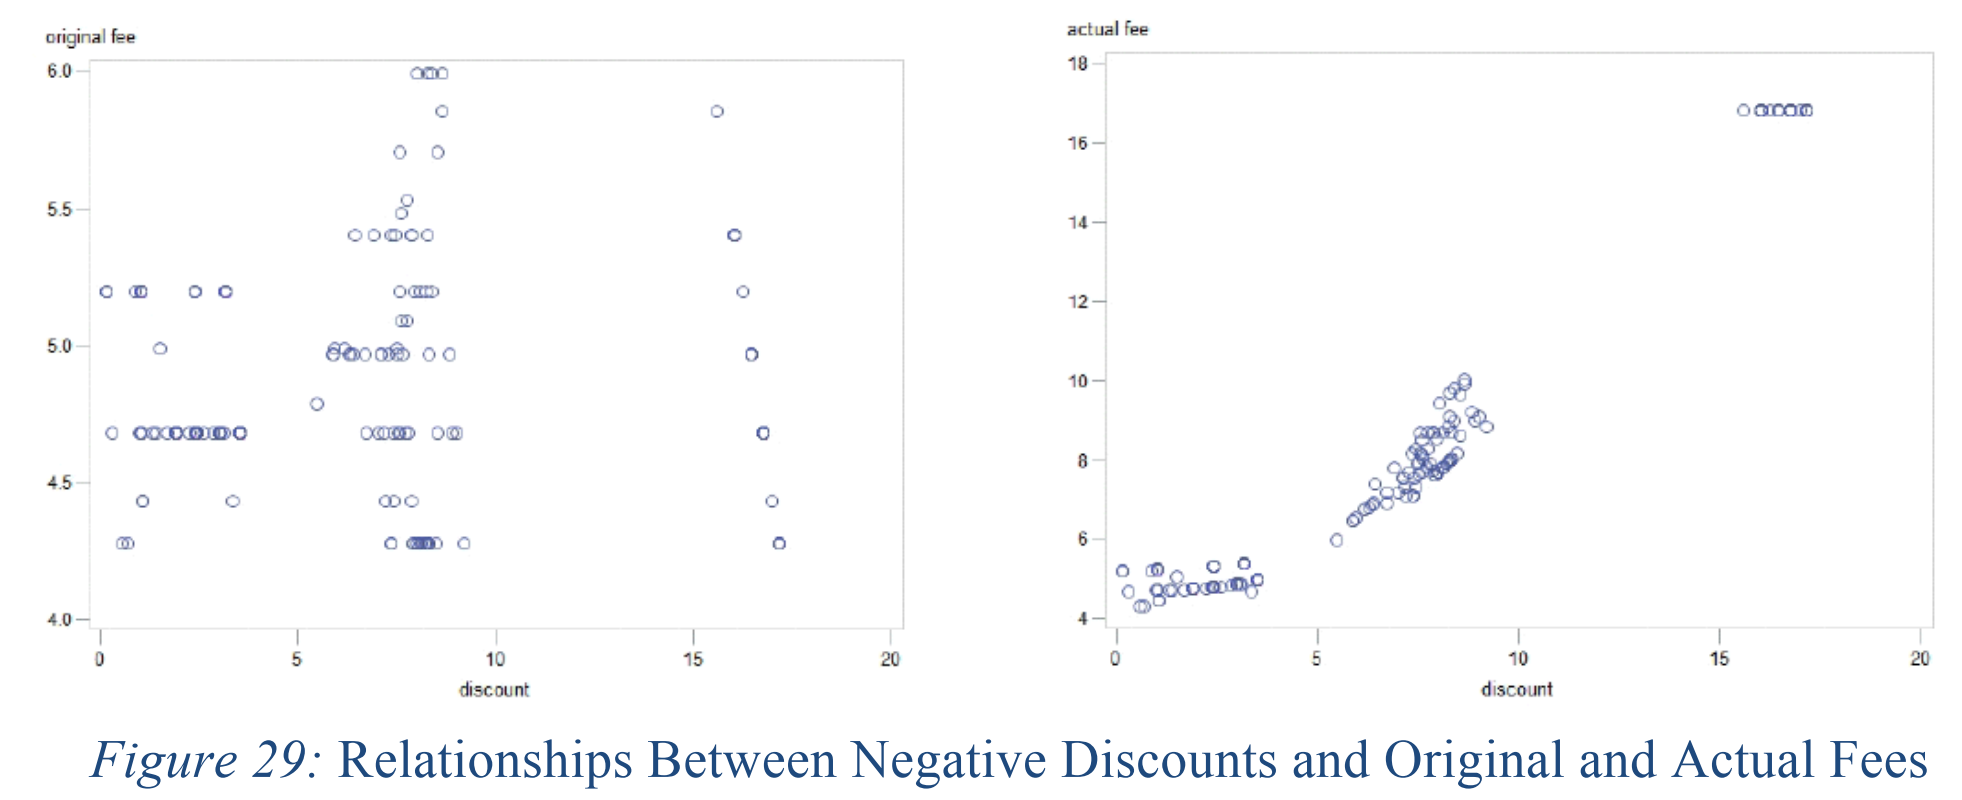 original fee
6.0
5.5
5.0
4.5
4.0
0 5 10 15 20
discount
actual fee
18
16
14
12
10
8
6
4
0 5 10 15 20
discount
Figure 29: Relationships Between Negative Discounts and Original and Actual Fees